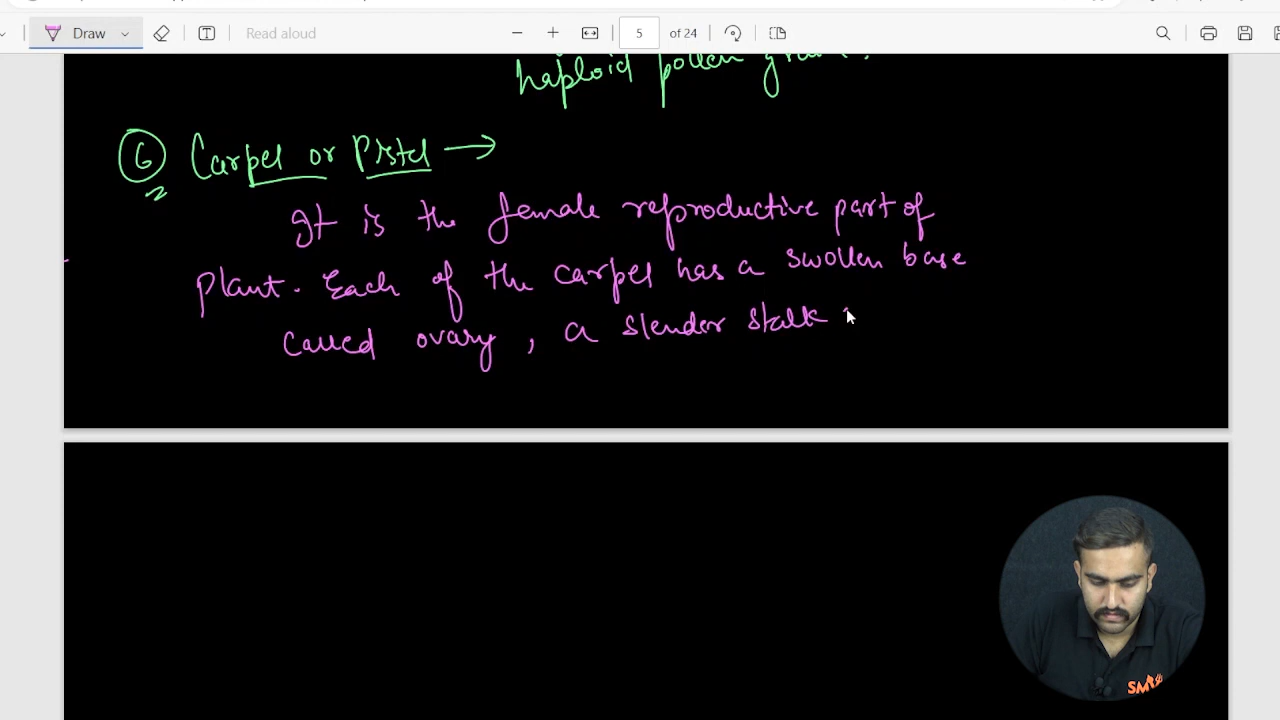 Draw
Read aloud
5 of 24
haploid pollen
6 Carpel or Pistel →
It is the female reproductive part of
plant. Each of the carpel has a swollen base
called ovary, a slender stalk